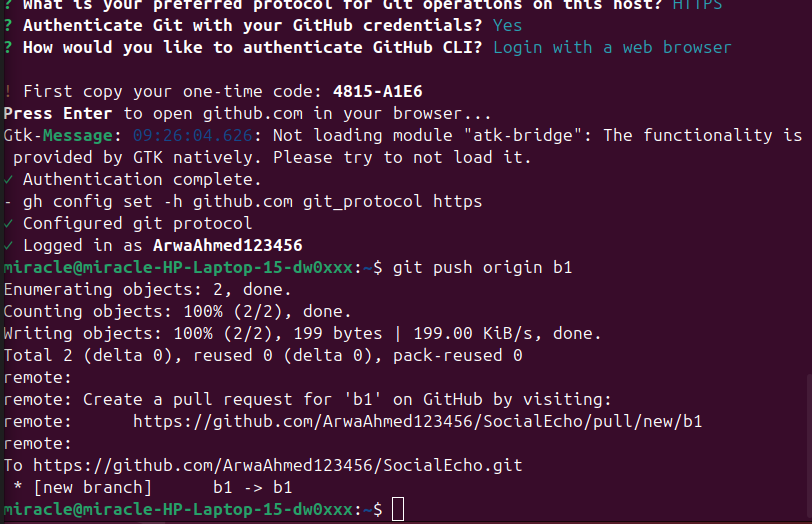 ? What is your preferred protocol for Git operations on this host? HTTPS
? Authenticate Git with your GitHub credentials? Yes
? How would you like to authenticate GitHub CLI? Login with a web browser
! First copy your one-time code: 4815-A1E6
Press Enter to open github.com in your browser...
Gtk-Message: 09:26:04.626: Not loading module "atk-bridge": The functionality is
provided by GTK natively. Please try to not load it.
✓ Authentication complete.
- gh config set -h github.com git_protocol https
✓ Configured git protocol
✓ Logged in as ArwaAhmed123456
miracle@miracle-HP-Laptop-15-dw0xxx:~$ git push origin b1
Enumerating objects: 2, done.
Counting objects: 100% (2/2), done.
Writing objects: 100% (2/2), 199 bytes | 199.00 KiB/s, done.
Total 2 (delta 0), reused 0 (delta 0), pack-reused 0
remote:
remote: Create a pull request for 'b1' on GitHub by visiting:
remote:      https://github.com/ArwaAhmed123456/SocialEcho/pull/new/b1
remote:
To https://github.com/ArwaAhmed123456/SocialEcho.git
* [new branch]      b1 -> b1
miracle@miracle-HP-Laptop-15-dw0xxx:~$